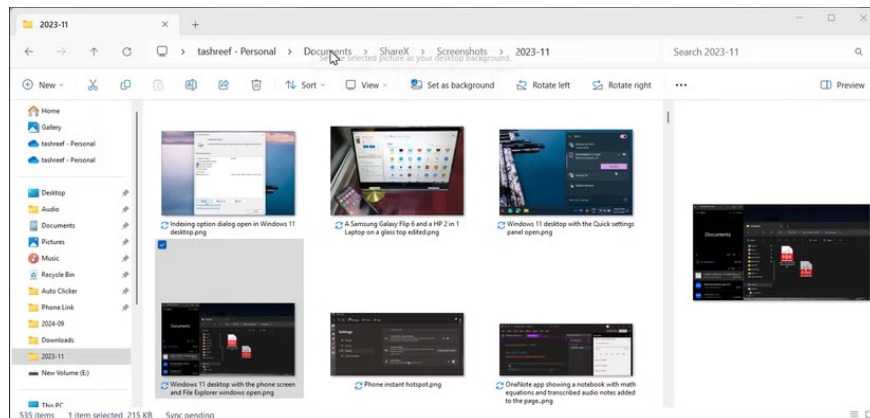 2023-11
tashreef - Personal > Documents > ShareX > Screenshots > 2023-11
Search 2023-11
Set the selected picture as your desktop background.
New
Sort
View
Set as background
Rotate left
Rotate right
Preview
Home
Gallery
tashreef - Personal
tashreef - Personal
Desktop
Audio
Documents
Pictures
Music
Recycle Bin
Auto Clicker
Phone Link
2024-09
Downloads
2023-11
New Volume (E:)
This PC
Indexing option dialog open in Windows 11
desktop.png
A Samsung Galaxy Flip 6 and a HP 2 in 1
Laptop on a glass top edited.png
Windows 11 desktop with the Quick settings
panel open.png
Documents
Windows 11 desktop with the phone screen
and File Explorer windows open.png
Settings
Phone instant hotspot.png
OneNote app showing a notebook with math
equations and transcribed audio notes added
to the page..png
Documents
PDF
PDF
535 items
1 item selected 215 KB
Sync pending